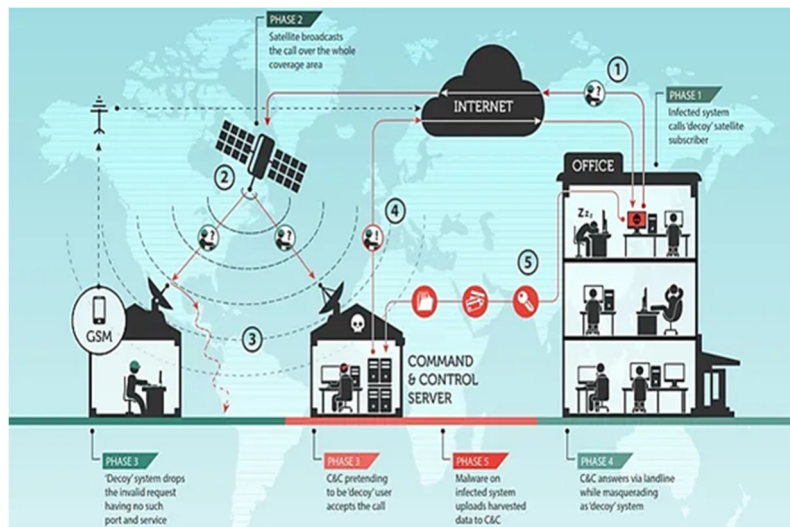 PHASE 2
Satellite broadcasts
the call over the whole
coverage area
1
INTERNET
PHASE 1
Infected system
calls 'decoy' satellite
subscriber
OFFICE
?
2
? ?
4
!
Zzz
5
3
GSM
COMMAND
& CONTROL
SERVER
PHASE 3
'Decoy' system drops
the invalid request
having no such
port and service
PHASE 3
C&C pretending
to be 'decoy' user
accepts the call
PHASE 5
Malware on
infected system
uploads harvested
data to C&C
PHASE 4
C&C answers via landline
while masquerading
as 'decoy' system